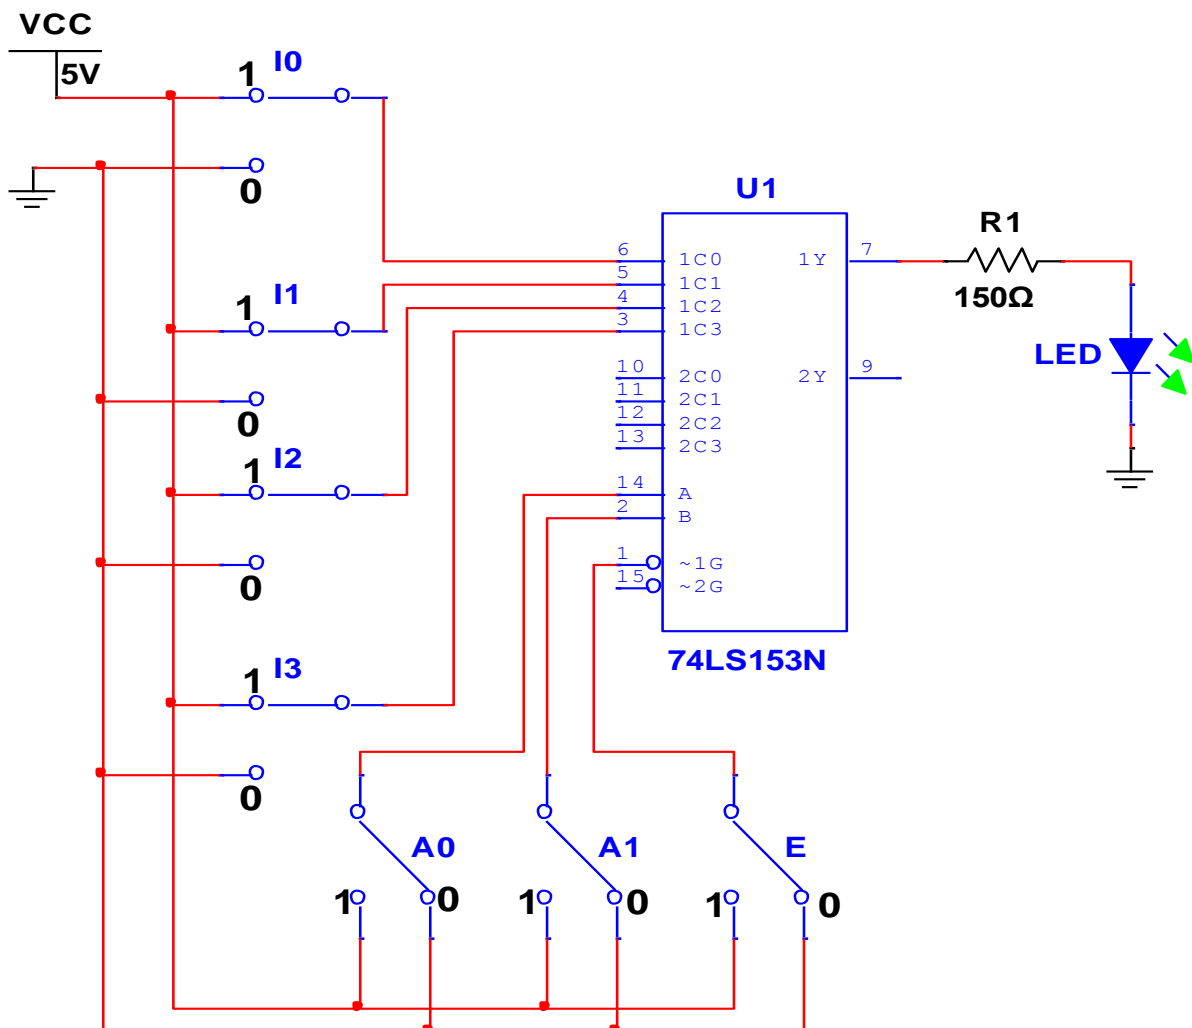 VCC
5V
1 I0
0
1 I1
0
1 I2
0
1 I3
0
U1
6 1C0 1Y 7
5 1C1
4 1C2
3 1C3
10 2C0 2Y 9
11 2C1
12 2C2
13 2C3
14 A
2 B
1 ~1G
15 ~2G
74LS153N
R1
150Ω
LED
A0
1 0
A1
1 0
E
1 0